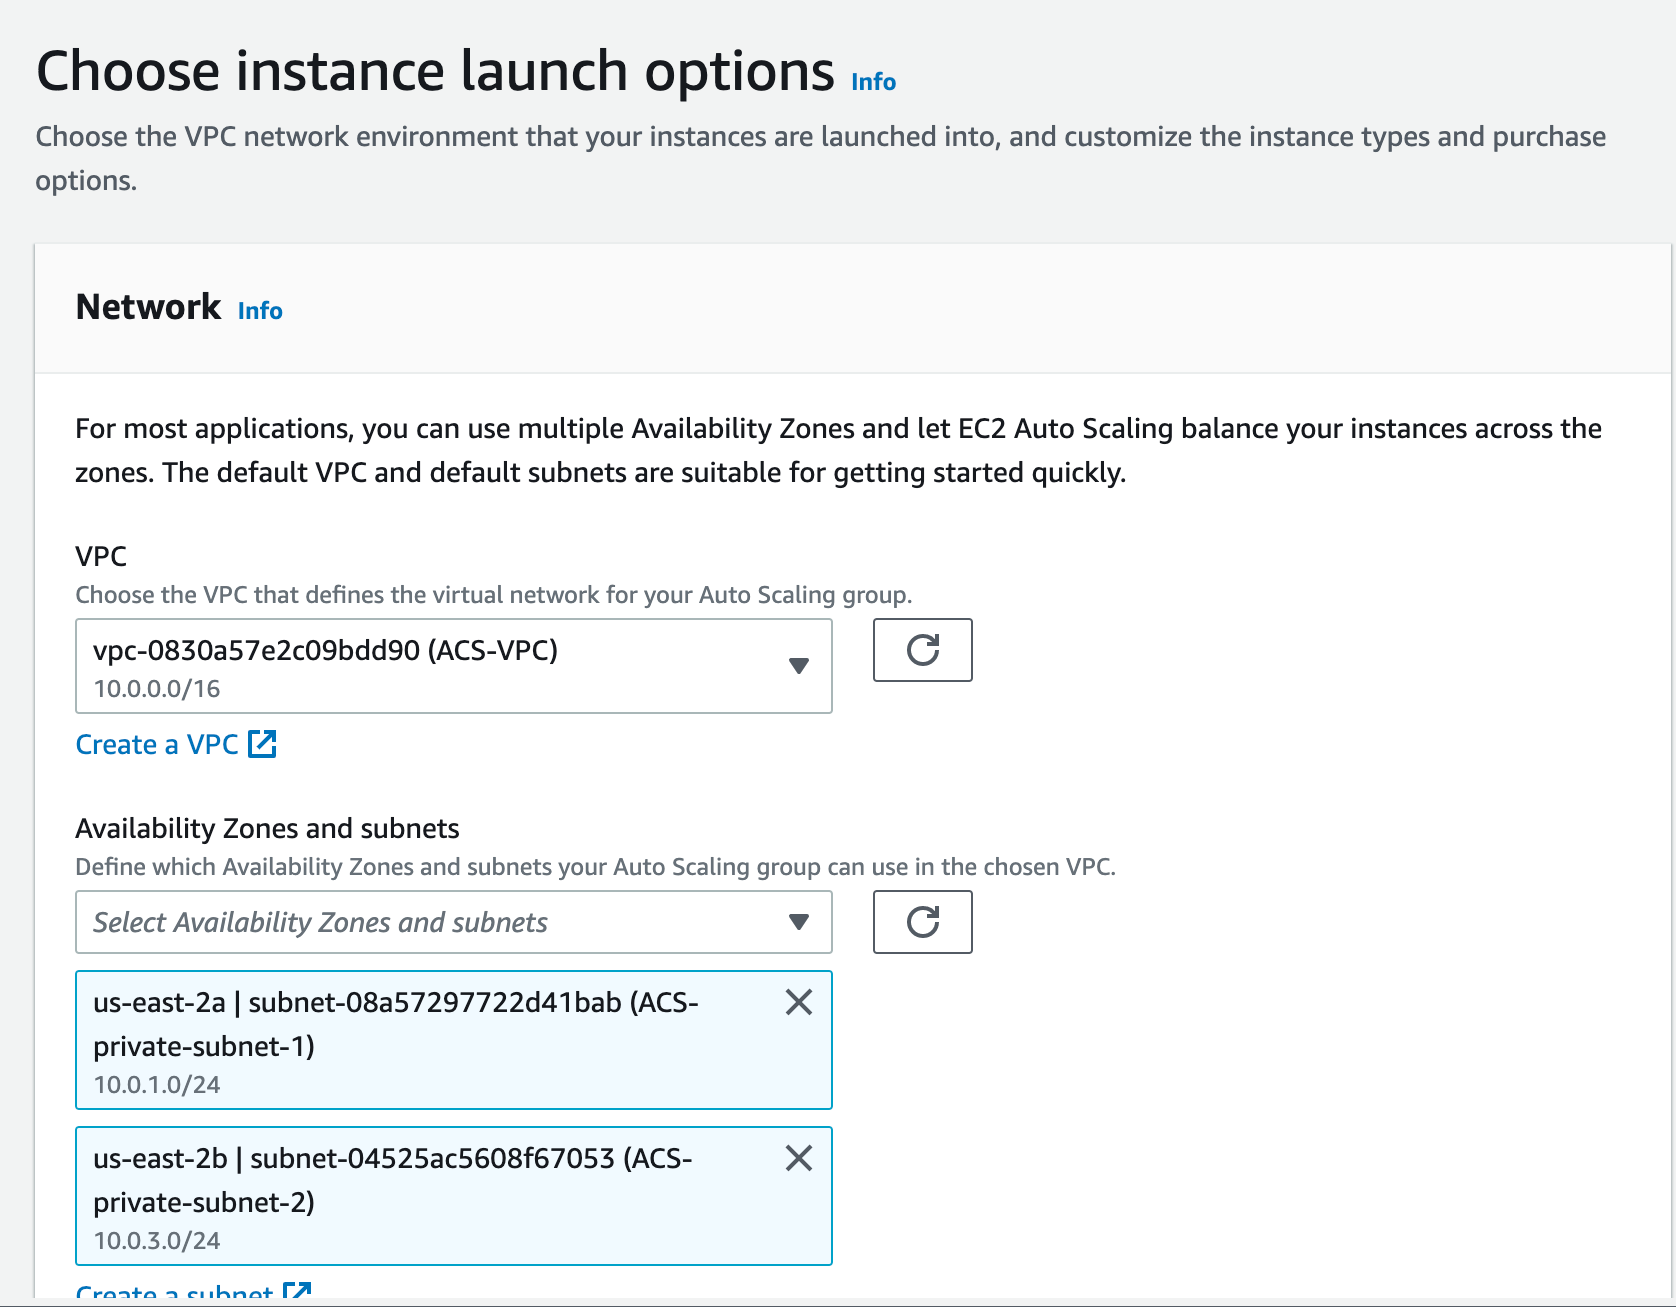 Choose instance launch options Info
Choose the VPC network environment that your instances are launched into, and customize the instance types and purchase
options.
Network Info
For most applications, you can use multiple Availability Zones and let EC2 Auto Scaling balance your instances across the
zones. The default VPC and default subnets are suitable for getting started quickly.
VPC
Choose the VPC that defines the virtual network for your Auto Scaling group.
vpc-0830a57e2c09bdd90 (ACS-VPC)
10.0.0.0/16
Create a VPC
Availability Zones and subnets
Define which Availability Zones and subnets your Auto Scaling group can use in the chosen VPC.
Select Availability Zones and subnets
us-east-2a | subnet-08a57297722d41bab (ACS-
private-subnet-1)
10.0.1.0/24
us-east-2b | subnet-04525ac5608f67053 (ACS-
private-subnet-2)
10.0.3.0/24
Create a subnet